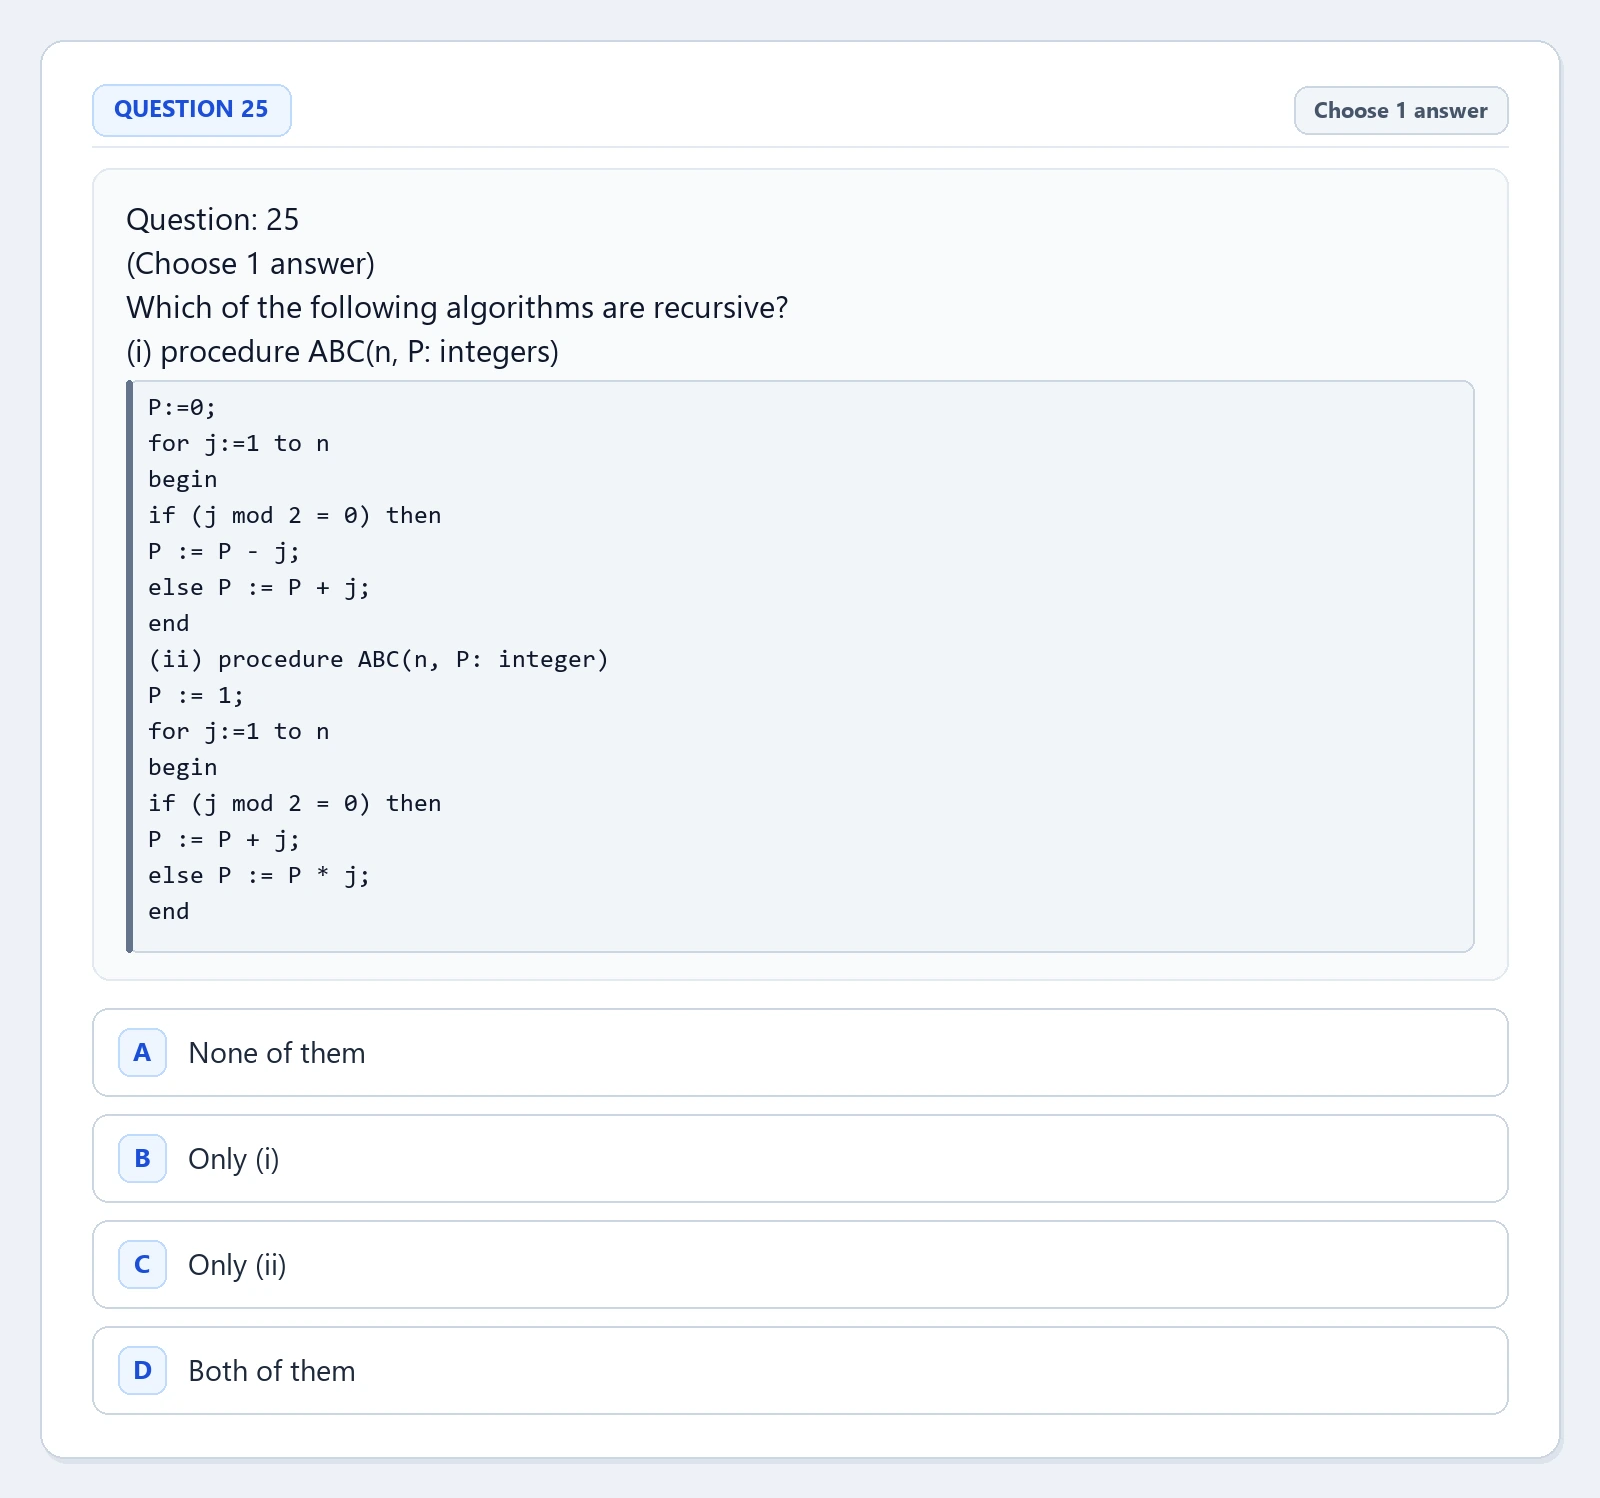 QUESTION 25
Choose 1 answer
Question: 25
(Choose 1 answer)
Which of the following algorithms are recursive?
(i) procedure ABC(n, P: integers)
P:=0;
for j:=1 to n
begin
if (j mod 2 = 0) then
P := P - j;
else P := P + j;
end
(ii) procedure ABC(n, P: integer)
P := 1;
for j:=1 to n
begin
if (j mod 2 = 0) then
P := P + j;
else P := P * j;
end
A None of them
B Only (i)
C Only (ii)
D Both of them